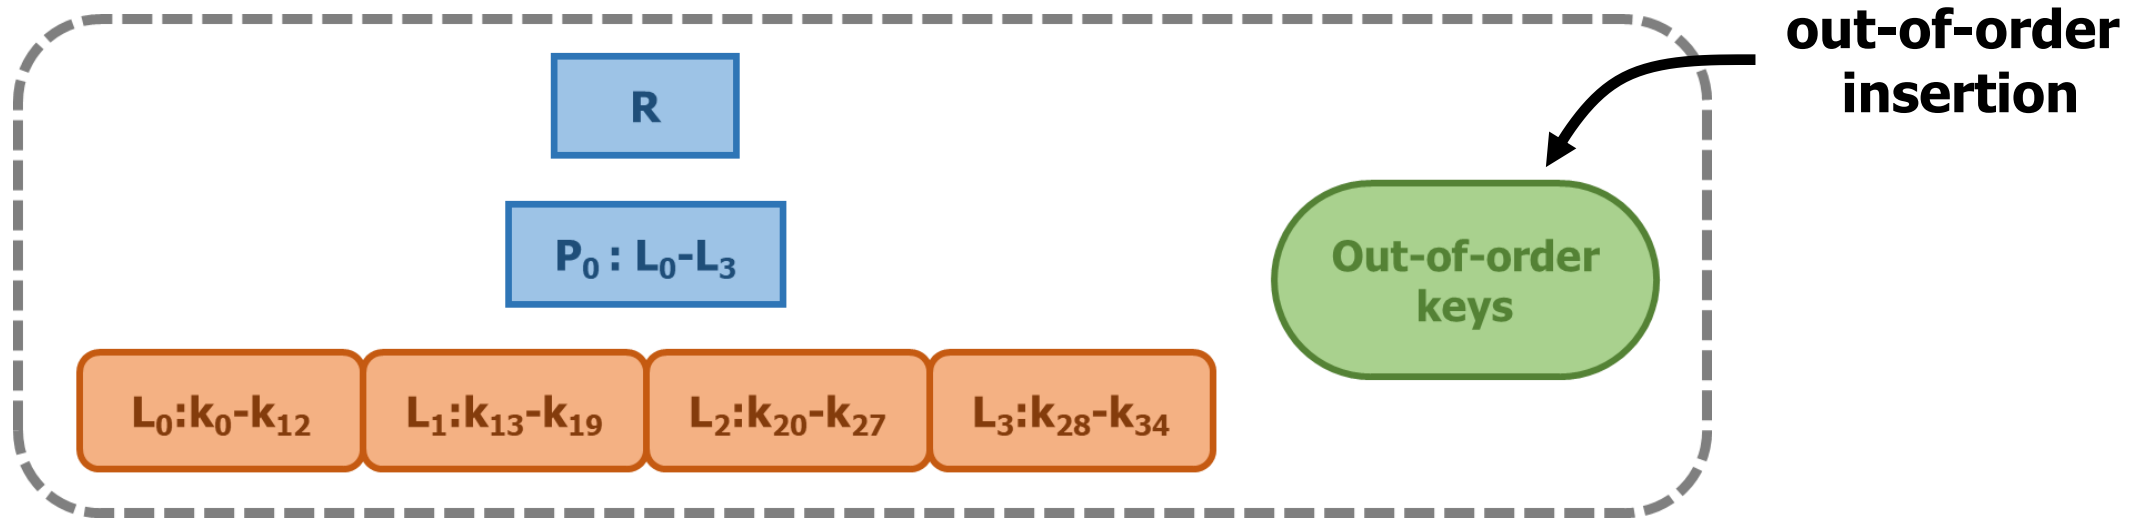 out-of-order
insertion
R
P₀ : L₀-L₃
Out-of-order
keys
L₀:k₀-k₁₂
L₁:k₁₃-k₁₉
L₂:k₂₀-k₂₇
L₃:k₂₈-k₃₄